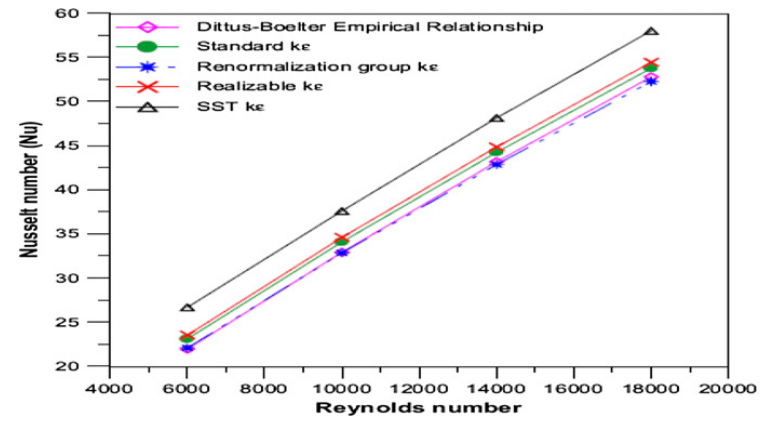 60
55
50
45
40
35
30
25
20
Nusselt number (Nu)
Dittus-Boelter Empirical Relationship
Standard kε
Renormalization group kε
Realizable kε
SST kε
4000 6000 8000 10000 12000 14000 16000 18000 20000
Reynolds number